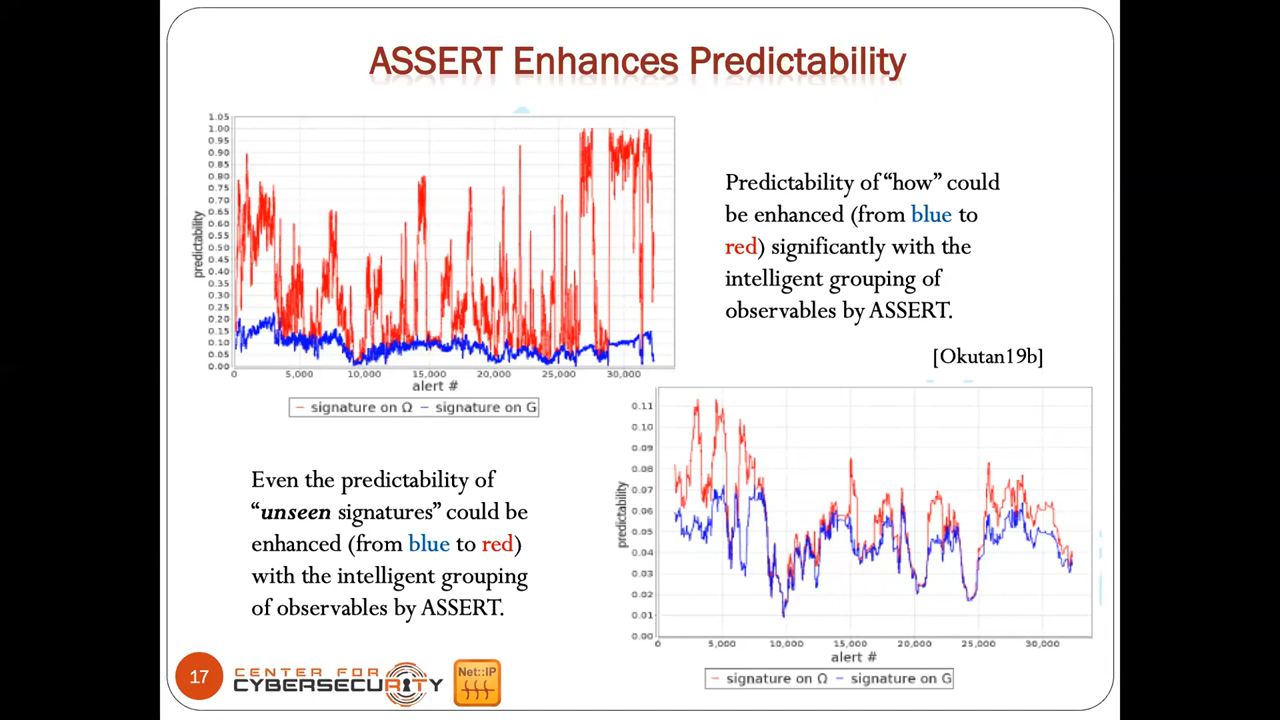 ASSERT Enhances Predictability
1.05
1.00
0.95
0.90
0.85
0.80
0.75
0.70
0.65
0.60
0.55
0.50
0.45
0.40
0.35
0.30
0.25
0.20
0.15
0.10
0.05
0.00
predictability
0 5,000 10,000 15,000 20,000 25,000 30,000
alert #
signature on Ω signature on G
Predictability of “how” could
be enhanced (from blue to
red) significantly with the
intelligent grouping of
observables by ASSERT.
[Okutan19b]
Even the predictability of
“unseen signatures” could be
enhanced (from blue to red)
with the intelligent grouping
of observables by ASSERT.
0.11
0.10
0.09
0.08
0.07
0.06
0.05
0.04
0.03
0.02
0.01
0.00
predictability
0 5,000 10,000 15,000 20,000 25,000 30,000
alert #
signature on Ω signature on G
17
CENTER FOR
CYBERSECURITY
Net::IP